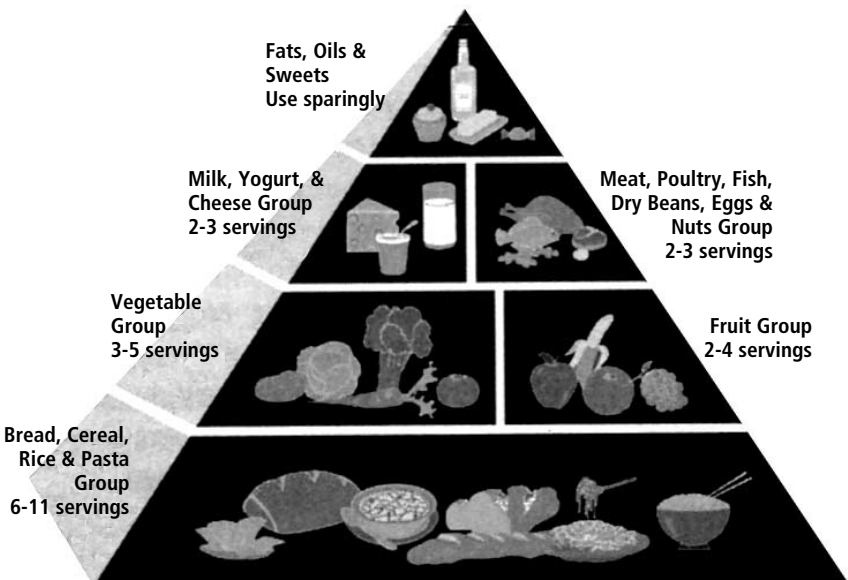 Fats, Oils &
Sweets
Use sparingly
Milk, Yogurt, &
Cheese Group
2-3 servings
Meat, Poultry, Fish,
Dry Beans, Eggs &
Nuts Group
2-3 servings
Vegetable
Group
3-5 servings
Fruit Group
2-4 servings
Bread, Cereal,
Rice & Pasta
Group
6-11 servings